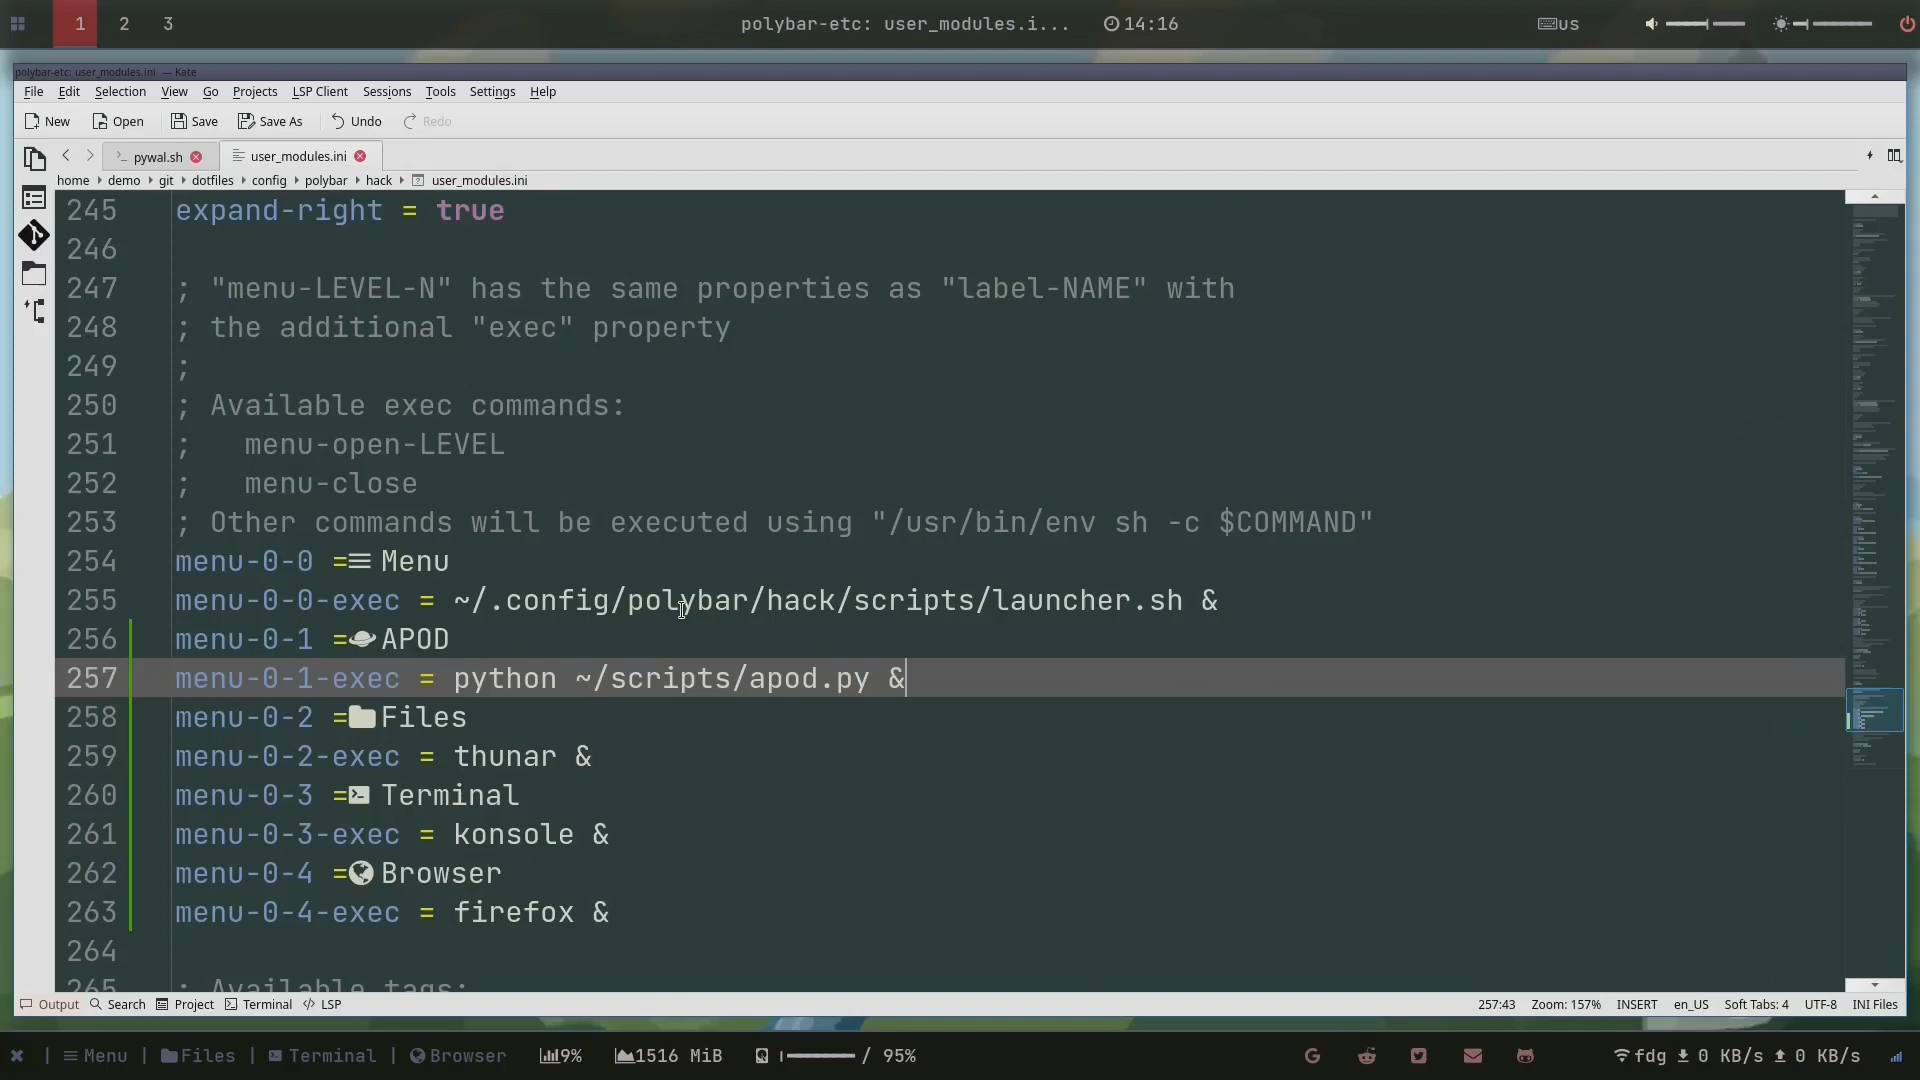 1 2 3 polybar-etc: user_modules.i... 14:16 us
polybar-etc: user_modules.ini — Kate
File Edit Selection View Go Projects LSP Client Sessions Tools Settings Help
New Open Save Save As Undo Redo
pywal.sh user_modules.ini
home demo git dotfiles config polybar hack user_modules.ini
245 expand-right = true
246
247 ; "menu-LEVEL-N" has the same properties as "label-NAME" with
248 ; the additional "exec" property
249 ;
250 ; Available exec commands:
251 ;   menu-open-LEVEL
252 ;   menu-close
253 ; Other commands will be executed using "/usr/bin/env sh -c $COMMAND"
254 menu-0-0 = Menu
255 menu-0-0-exec = ~/.config/polybar/hack/scripts/launcher.sh &
256 menu-0-1 = APOD
257 menu-0-1-exec = python ~/scripts/apod.py &
258 menu-0-2 = Files
259 menu-0-2-exec = thunar &
260 menu-0-3 = Terminal
261 menu-0-3-exec = konsole &
262 menu-0-4 = Browser
263 menu-0-4-exec = firefox &
264
265 ; Available tags:
Output Search Project Terminal LSP 257:43 Zoom: 157% INSERT en_US Soft Tabs: 4 UTF-8 INI Files
| Menu | Files | Terminal | Browser 9% 1516 MiB / 95% fdg 0 KB/s 0 KB/s